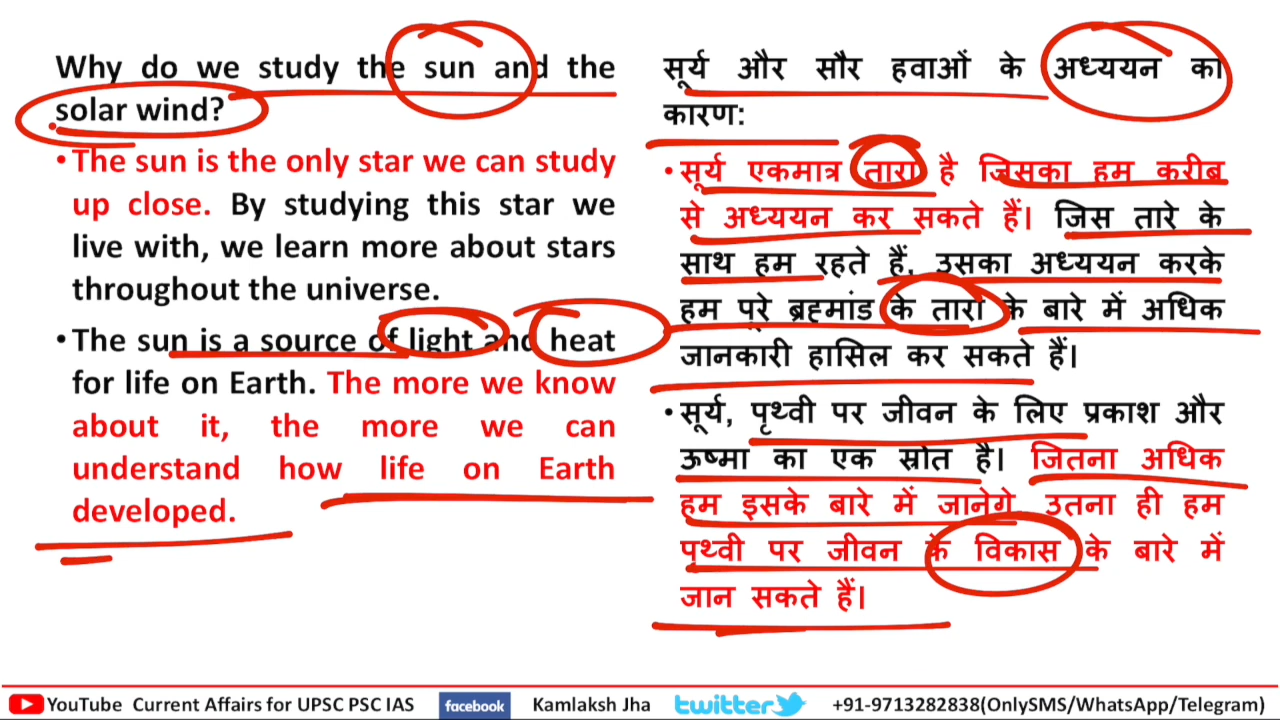 Why do we study the sun and the
solar wind?
•The sun is the only star we can study
up close. By studying this star we
live with, we learn more about stars
throughout the universe.
•The sun is a source of light and heat
for life on Earth. The more we know
about it, the more we can
understand how life on Earth
developed.
सूर्य और सौर हवाओं के अध्ययन का
कारण:
•सूर्य एकमात्र तारा है जिसका हम करीब
से अध्ययन कर सकते हैं। जिस तारे के
साथ हम रहते हैं, उसका अध्ययन करके
हम पूरे ब्रह्मांड के तारों के बारे में अधिक
जानकारी हासिल कर सकते हैं।
•सूर्य, पृथ्वी पर जीवन के लिए प्रकाश और
ऊष्मा का एक स्रोत है। जितना अधिक
हम इसके बारे में जानेगे, उतना ही हम
पृथ्वी पर जीवन के विकास के बारे में
जान सकते हैं।
YouTube Current Affairs for UPSC PSC IAS facebook Kamlaksh Jha twitter +91-9713282838(OnlySMS/WhatsApp/Telegram)